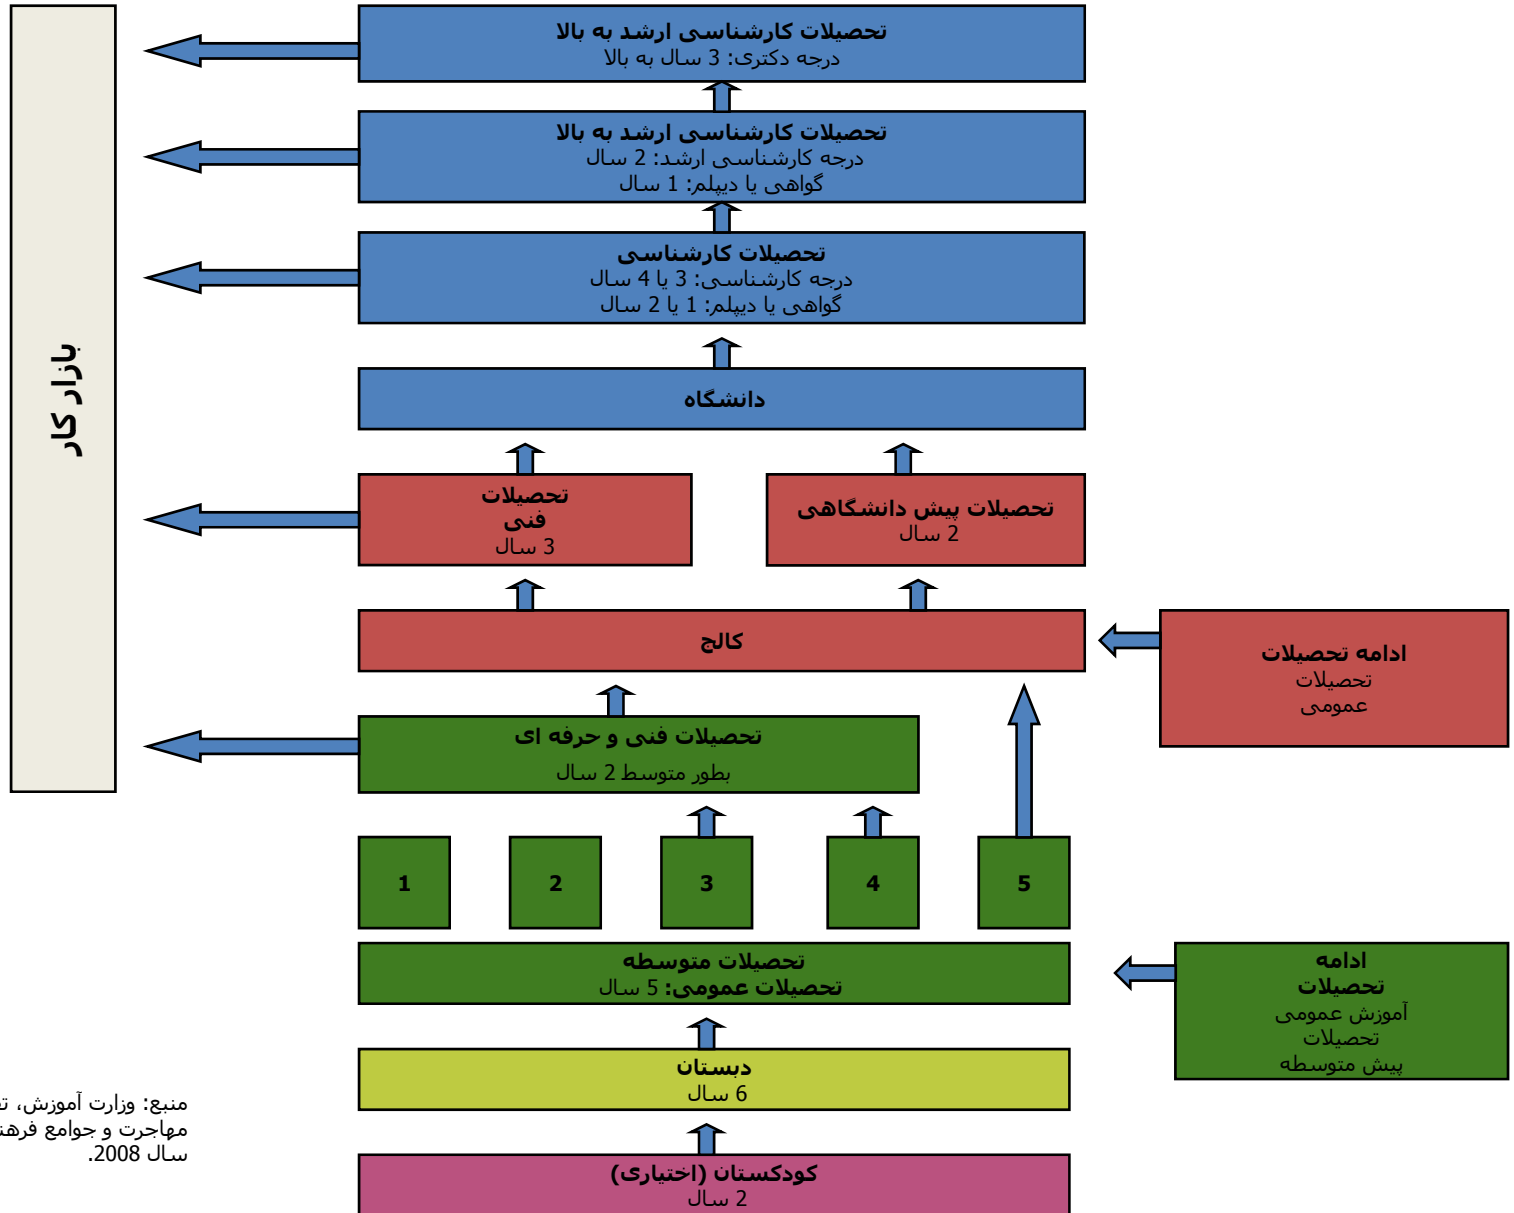 تحصیلات کارشناسی ارشد به بالا
درجه دکتری: 3 سال به بالا
تحصیلات کارشناسی ارشد به بالا
درجه کارشناسی ارشد: 2 سال
گواهی یا دیپلم: 1 سال
تحصیلات کارشناسی
درجه کارشناسی: 3 یا 4 سال
گواهی یا دیپلم: 1 یا 2 سال
بازار کار
دانشگاه
تحصیلات پیش دانشگاهی
2 سال
تحصیلات
فنی
3 سال
کالج
ادامه تحصیلات
تحصیلات
عمومی
تحصیلات فنی و حرفه ای
بطور متوسط 2 سال
1
2
3
4
5
تحصیلات متوسطه
تحصیلات عمومی: 5 سال
ادامه
تحصیلات
آموزش عمومی
تحصیلات
پیش متوسطه
دبستان
6 سال
کودکستان (اختیاری)
2 سال
منبع: وزارت آموزش،
مهاجرت و جوامع
سال 2008.